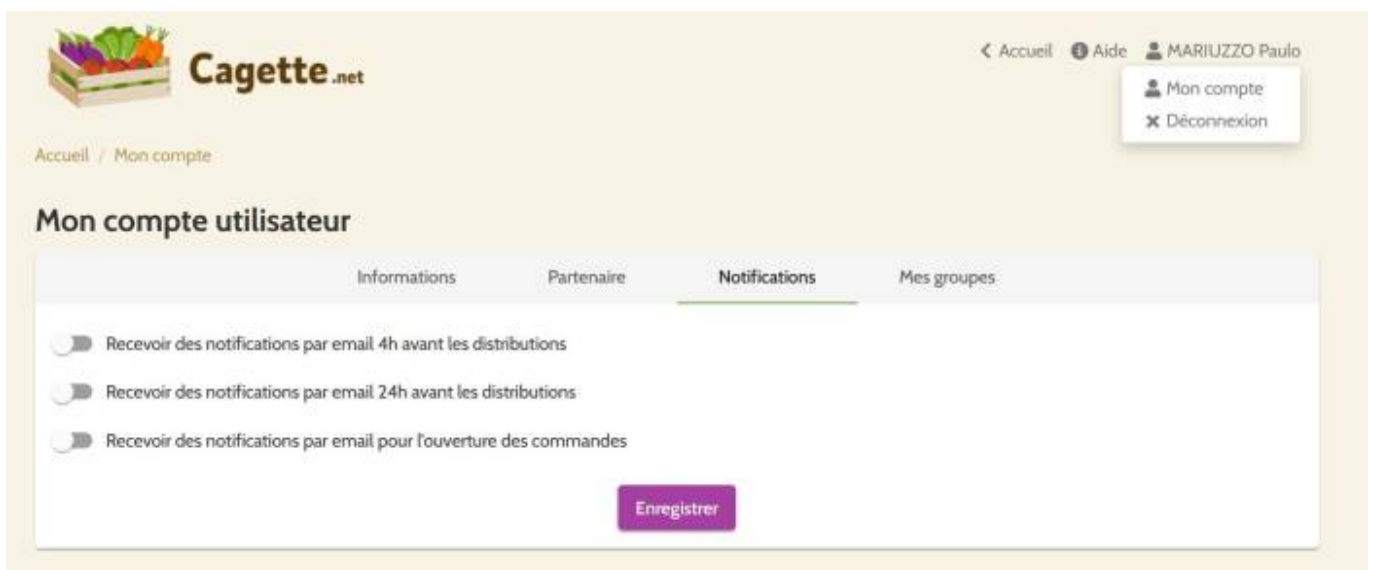 Cagette.net
Accueil Aide MARIUZZO Paulo
Mon compte
Déconnexion
Accueil / Mon compte
Mon compte utilisateur
Informations Partenaire Notifications Mes groupes
Recevoir des notifications par email 4h avant les distributions
Recevoir des notifications par email 24h avant les distributions
Recevoir des notifications par email pour l'ouverture des commandes
Enregistrer